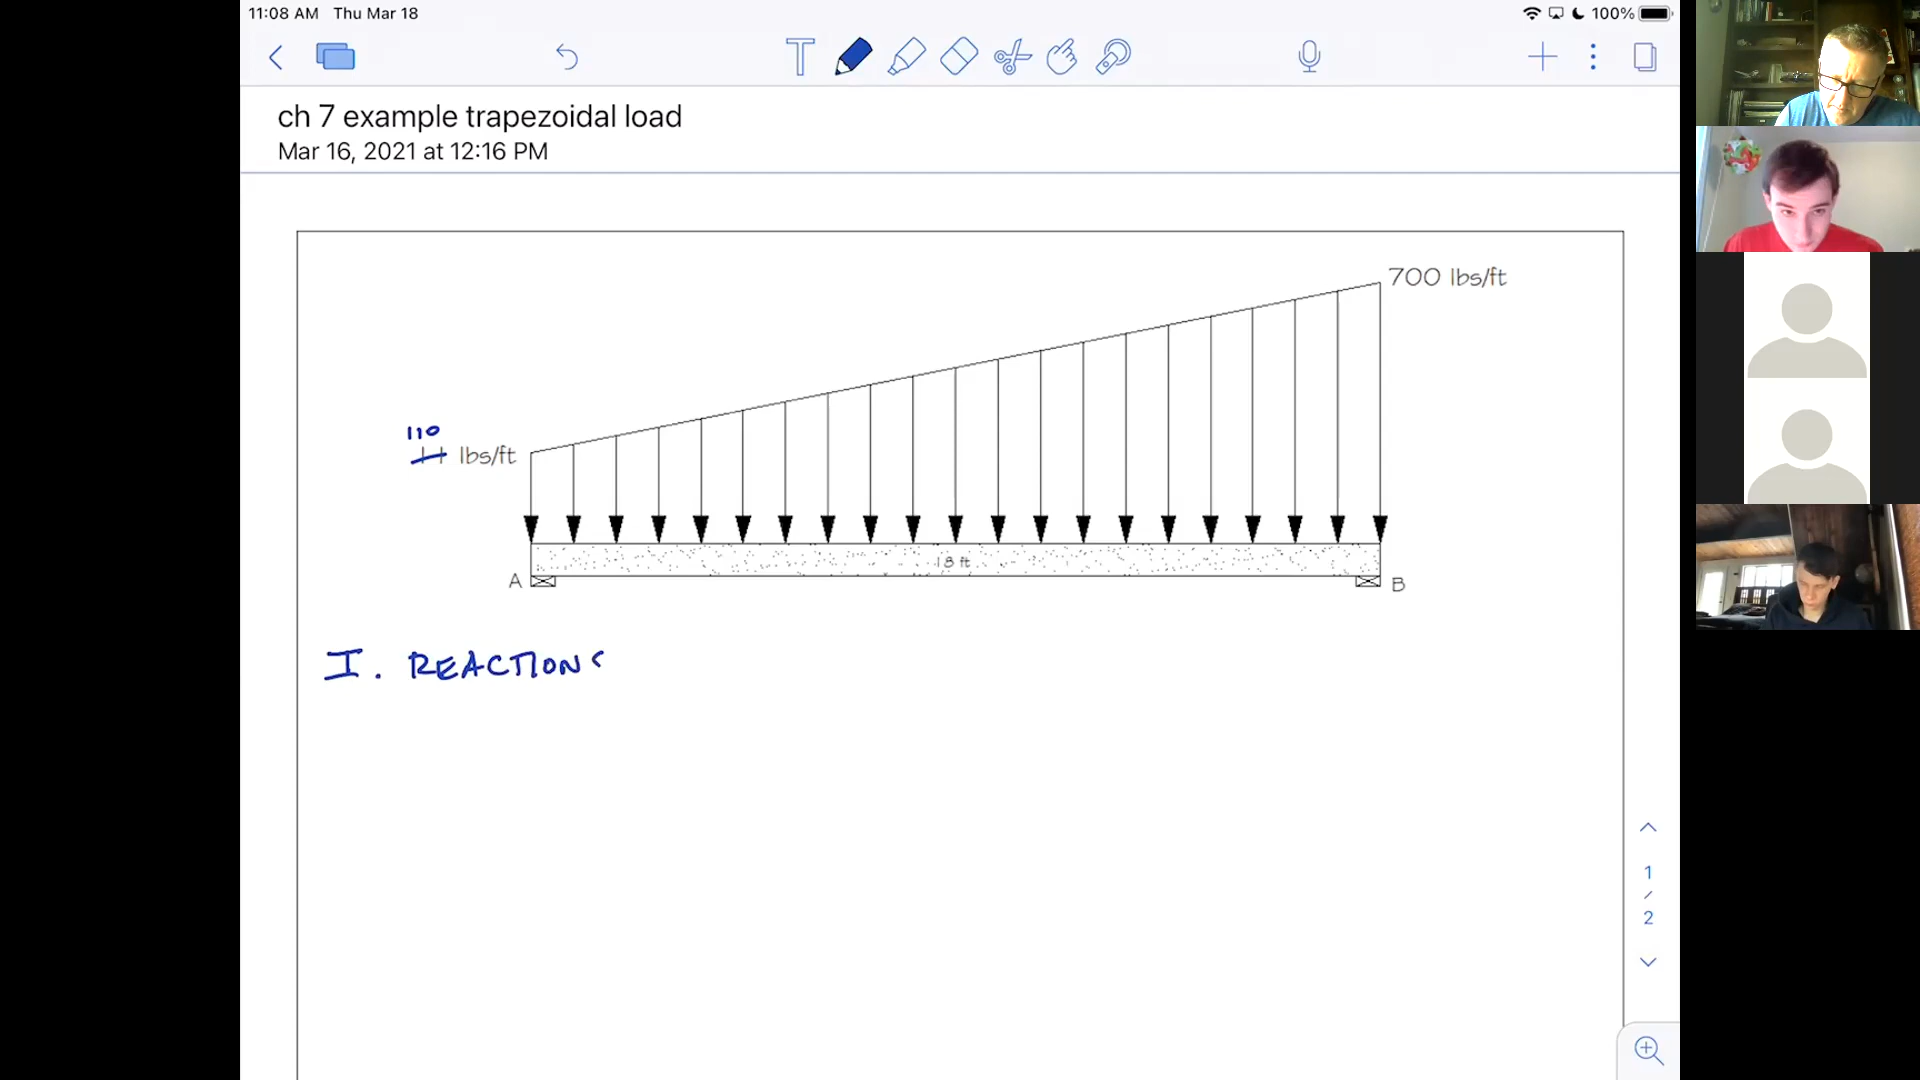 11:08 AM Thu Mar 18
100%
ch 7 example trapezoidal load
Mar 16, 2021 at 12:16 PM
700 lbs/ft
110
lbs/ft
18 ft
A
B
I. REACTIONS
1
/
2